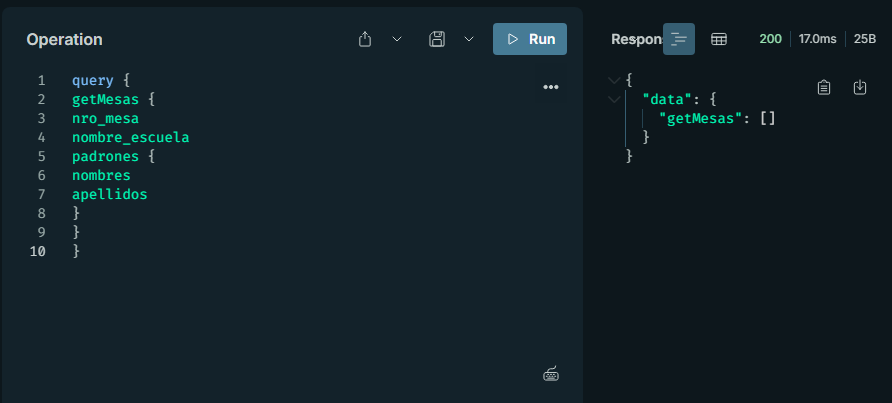 Operation
Run
1 query {
2 getMesas {
3 nro_mesa
4 nombre_escuela
5 padrones {
6 nombres
7 apellidos
8 }
9 }
10 }
Respon
200
17.0ms
25B
{
"data": {
"getMesas": []
}
}